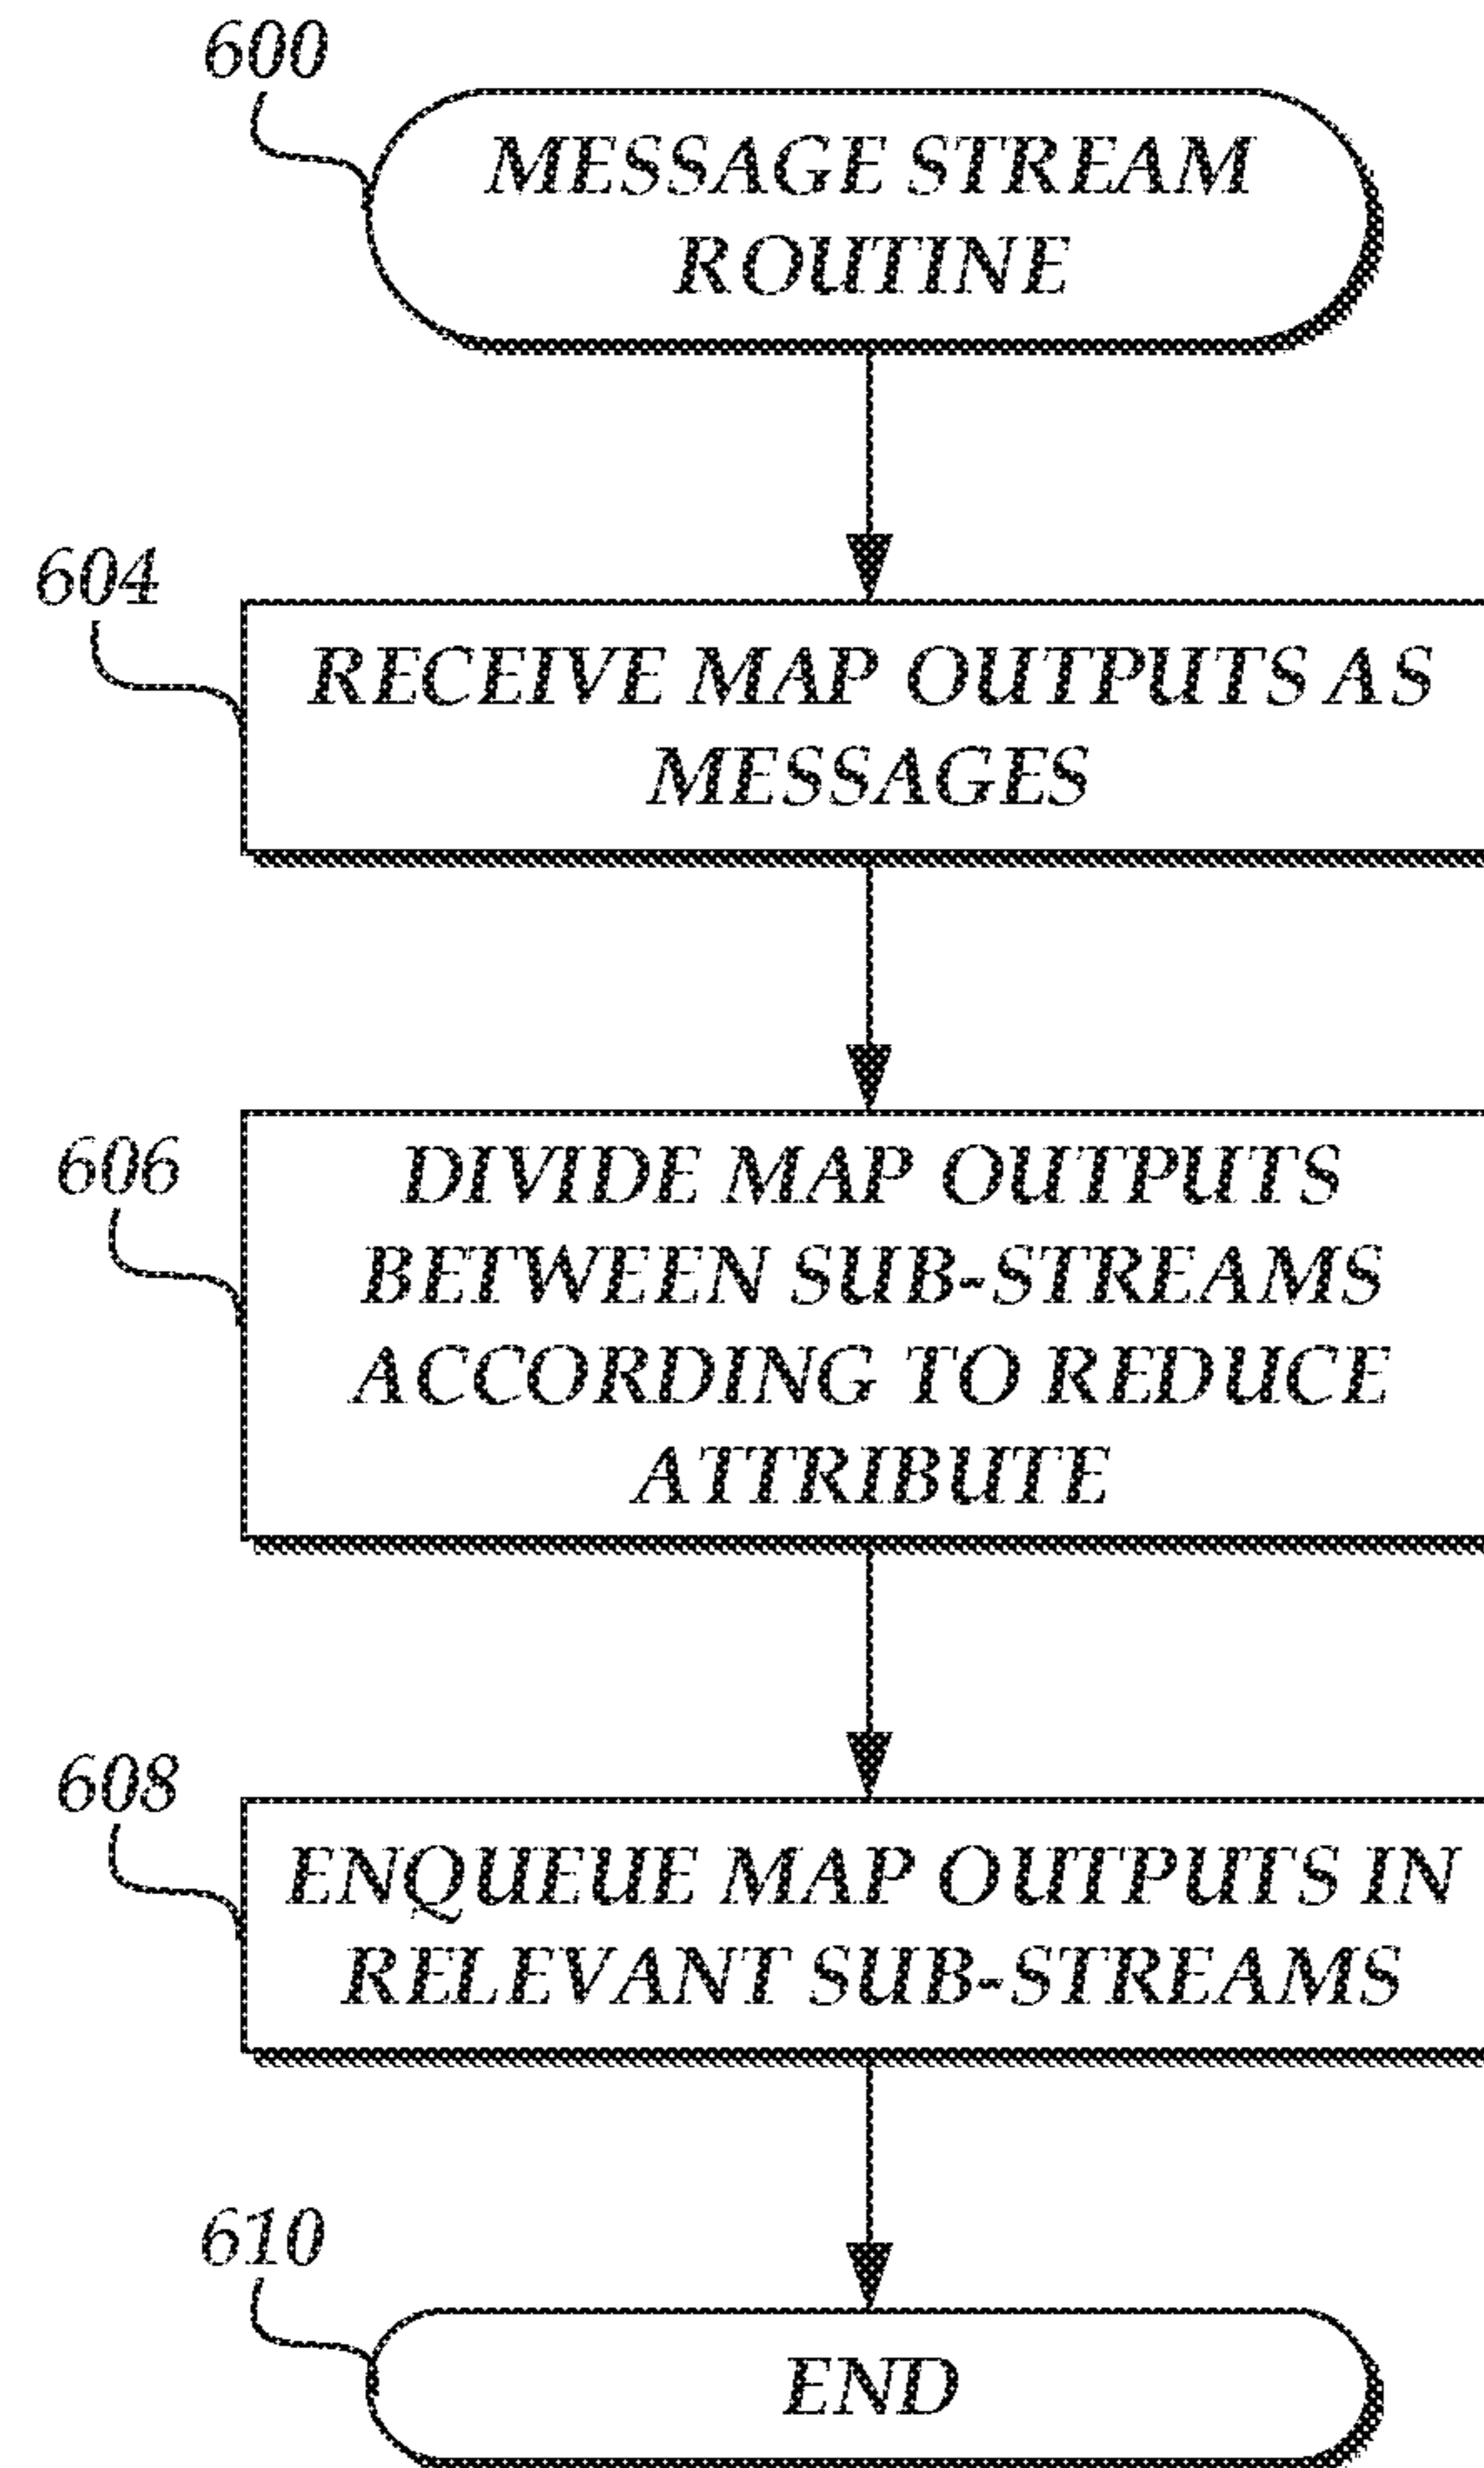 600
MESSAGE STREAM
ROUTINE
604
RECEIVE MAP OUTPUTS AS
MESSAGES
606
DIVIDE MAP OUTPUTS
BETWEEN SUB-STREAMS
ACCORDING TO REDUCE
ATTRIBUTE
608
ENQUEUE MAP OUTPUTS IN
RELEVANT SUB-STREAMS
610
END